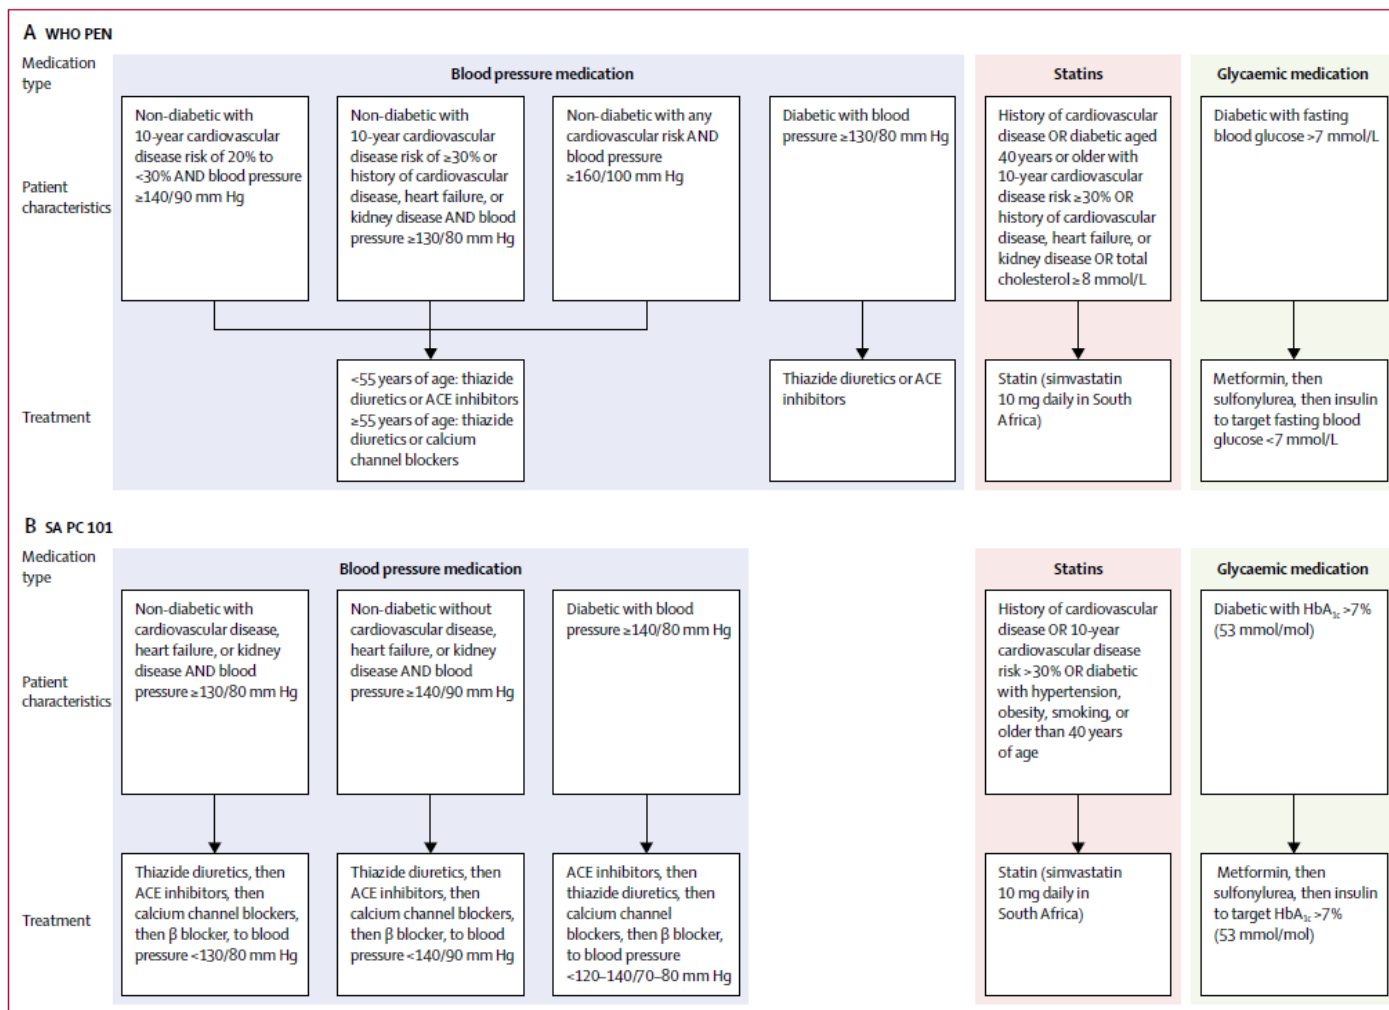 A WHO PEN
Medication
type
Blood pressure medication
Statins
Glycaemic medication
Patient
characteristics
Non-diabetic with
10-year cardiovascular
disease risk of 20% to
<30% AND blood pressure
≥140/90 mm Hg
Non-diabetic with
10-year cardiovascular
disease risk of ≥30% or
history of cardiovascular
disease, heart failure, or
kidney disease AND blood
pressure ≥130/80 mm Hg
Non-diabetic with any
cardiovascular risk AND
blood pressure
≥160/100 mm Hg
Diabetic with blood
pressure ≥130/80 mm Hg
History of cardiovascular
disease OR diabetic aged
40 years or older with
10-year cardiovascular
disease risk ≥30% OR
history of cardiovascular
disease, heart failure, or
kidney disease OR total
cholesterol ≥8 mmol/L
Diabetic with fasting
blood glucose >7 mmol/L
Treatment
<55 years of age: thiazide
diuretics or ACE inhibitors
≥55 years of age: thiazide
diuretics or calcium
channel blockers
Thiazide diuretics or ACE
inhibitors
Statin (simvastatin
10 mg daily in South
Africa)
Metformin, then
sulfonylurea, then insulin
to target fasting blood
glucose <7 mmol/L
B SA PC 101
Medication
type
Blood pressure medication
Statins
Glycaemic medication
Patient
characteristics
Non-diabetic with
cardiovascular disease,
heart failure, or kidney
disease AND blood
pressure ≥130/80 mm Hg
Non-diabetic without
cardiovascular disease,
heart failure, or kidney
disease AND blood
pressure ≥140/90 mm Hg
Diabetic with blood
pressure ≥140/80 mm Hg
History of cardiovascular
disease OR 10-year
cardiovascular disease
risk >30% OR diabetic
with hypertension,
obesity, smoking, or
older than 40 years
of age
Diabetic with HbA1c >7%
(53 mmol/mol)
Treatment
Thiazide diuretics, then
ACE inhibitors, then
calcium channel blockers,
then β blocker, to blood
pressure <130/80 mm Hg
Thiazide diuretics, then
ACE inhibitors, then
calcium channel blockers,
then β blocker, to blood
pressure <140/90 mm Hg
ACE inhibitors, then
thiazide diuretics, then
calcium channel
blockers, then β blocker,
to blood pressure
<120–140/70–80 mm Hg
Statin (simvastatin
10 mg daily in
South Africa)
Metformin, then
sulfonylurea, then insulin
to target HbA1c >7%
(53 mmol/mol)